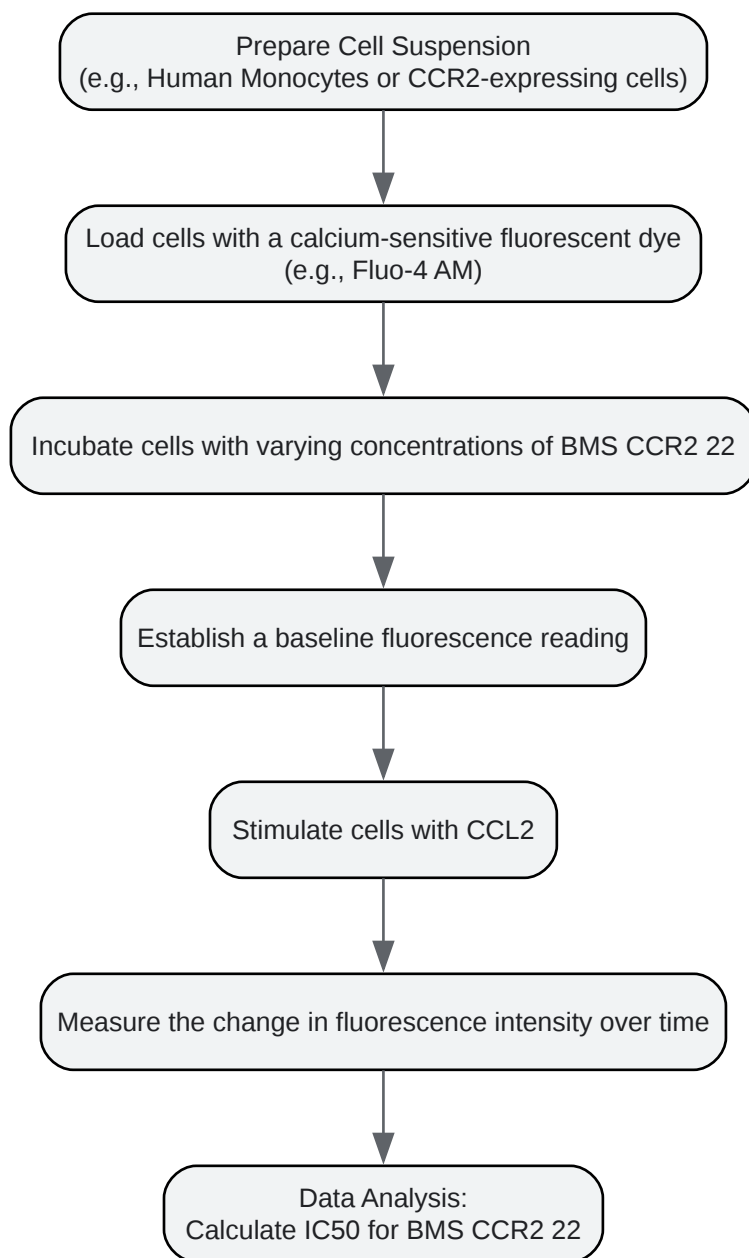 Prepare Cell Suspension
(e.g., Human Monocytes or CCR2-expressing cells)
Load cells with a calcium-sensitive fluorescent dye
(e.g., Fluo-4 AM)
Incubate cells with varying concentrations of BMS CCR2 22
Establish a baseline fluorescence reading
Stimulate cells with CCL2
Measure the change in fluorescence intensity over time
Data Analysis:
Calculate IC50 for BMS CCR2 22